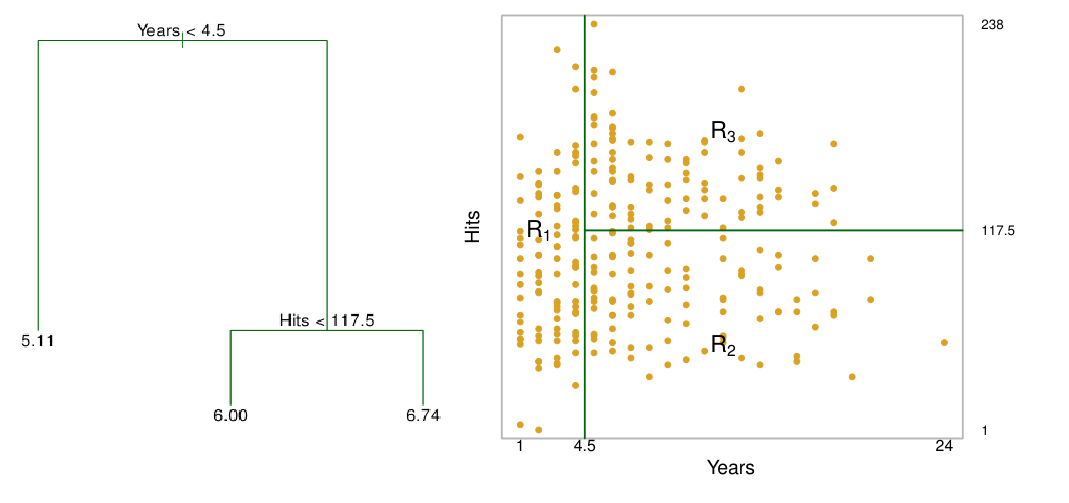 Years < 4.5
Hits < 117.5
5.11
6.00
6.74
238
R3
Hits
R1
117.5
R2
1
1
4.5
24
Years